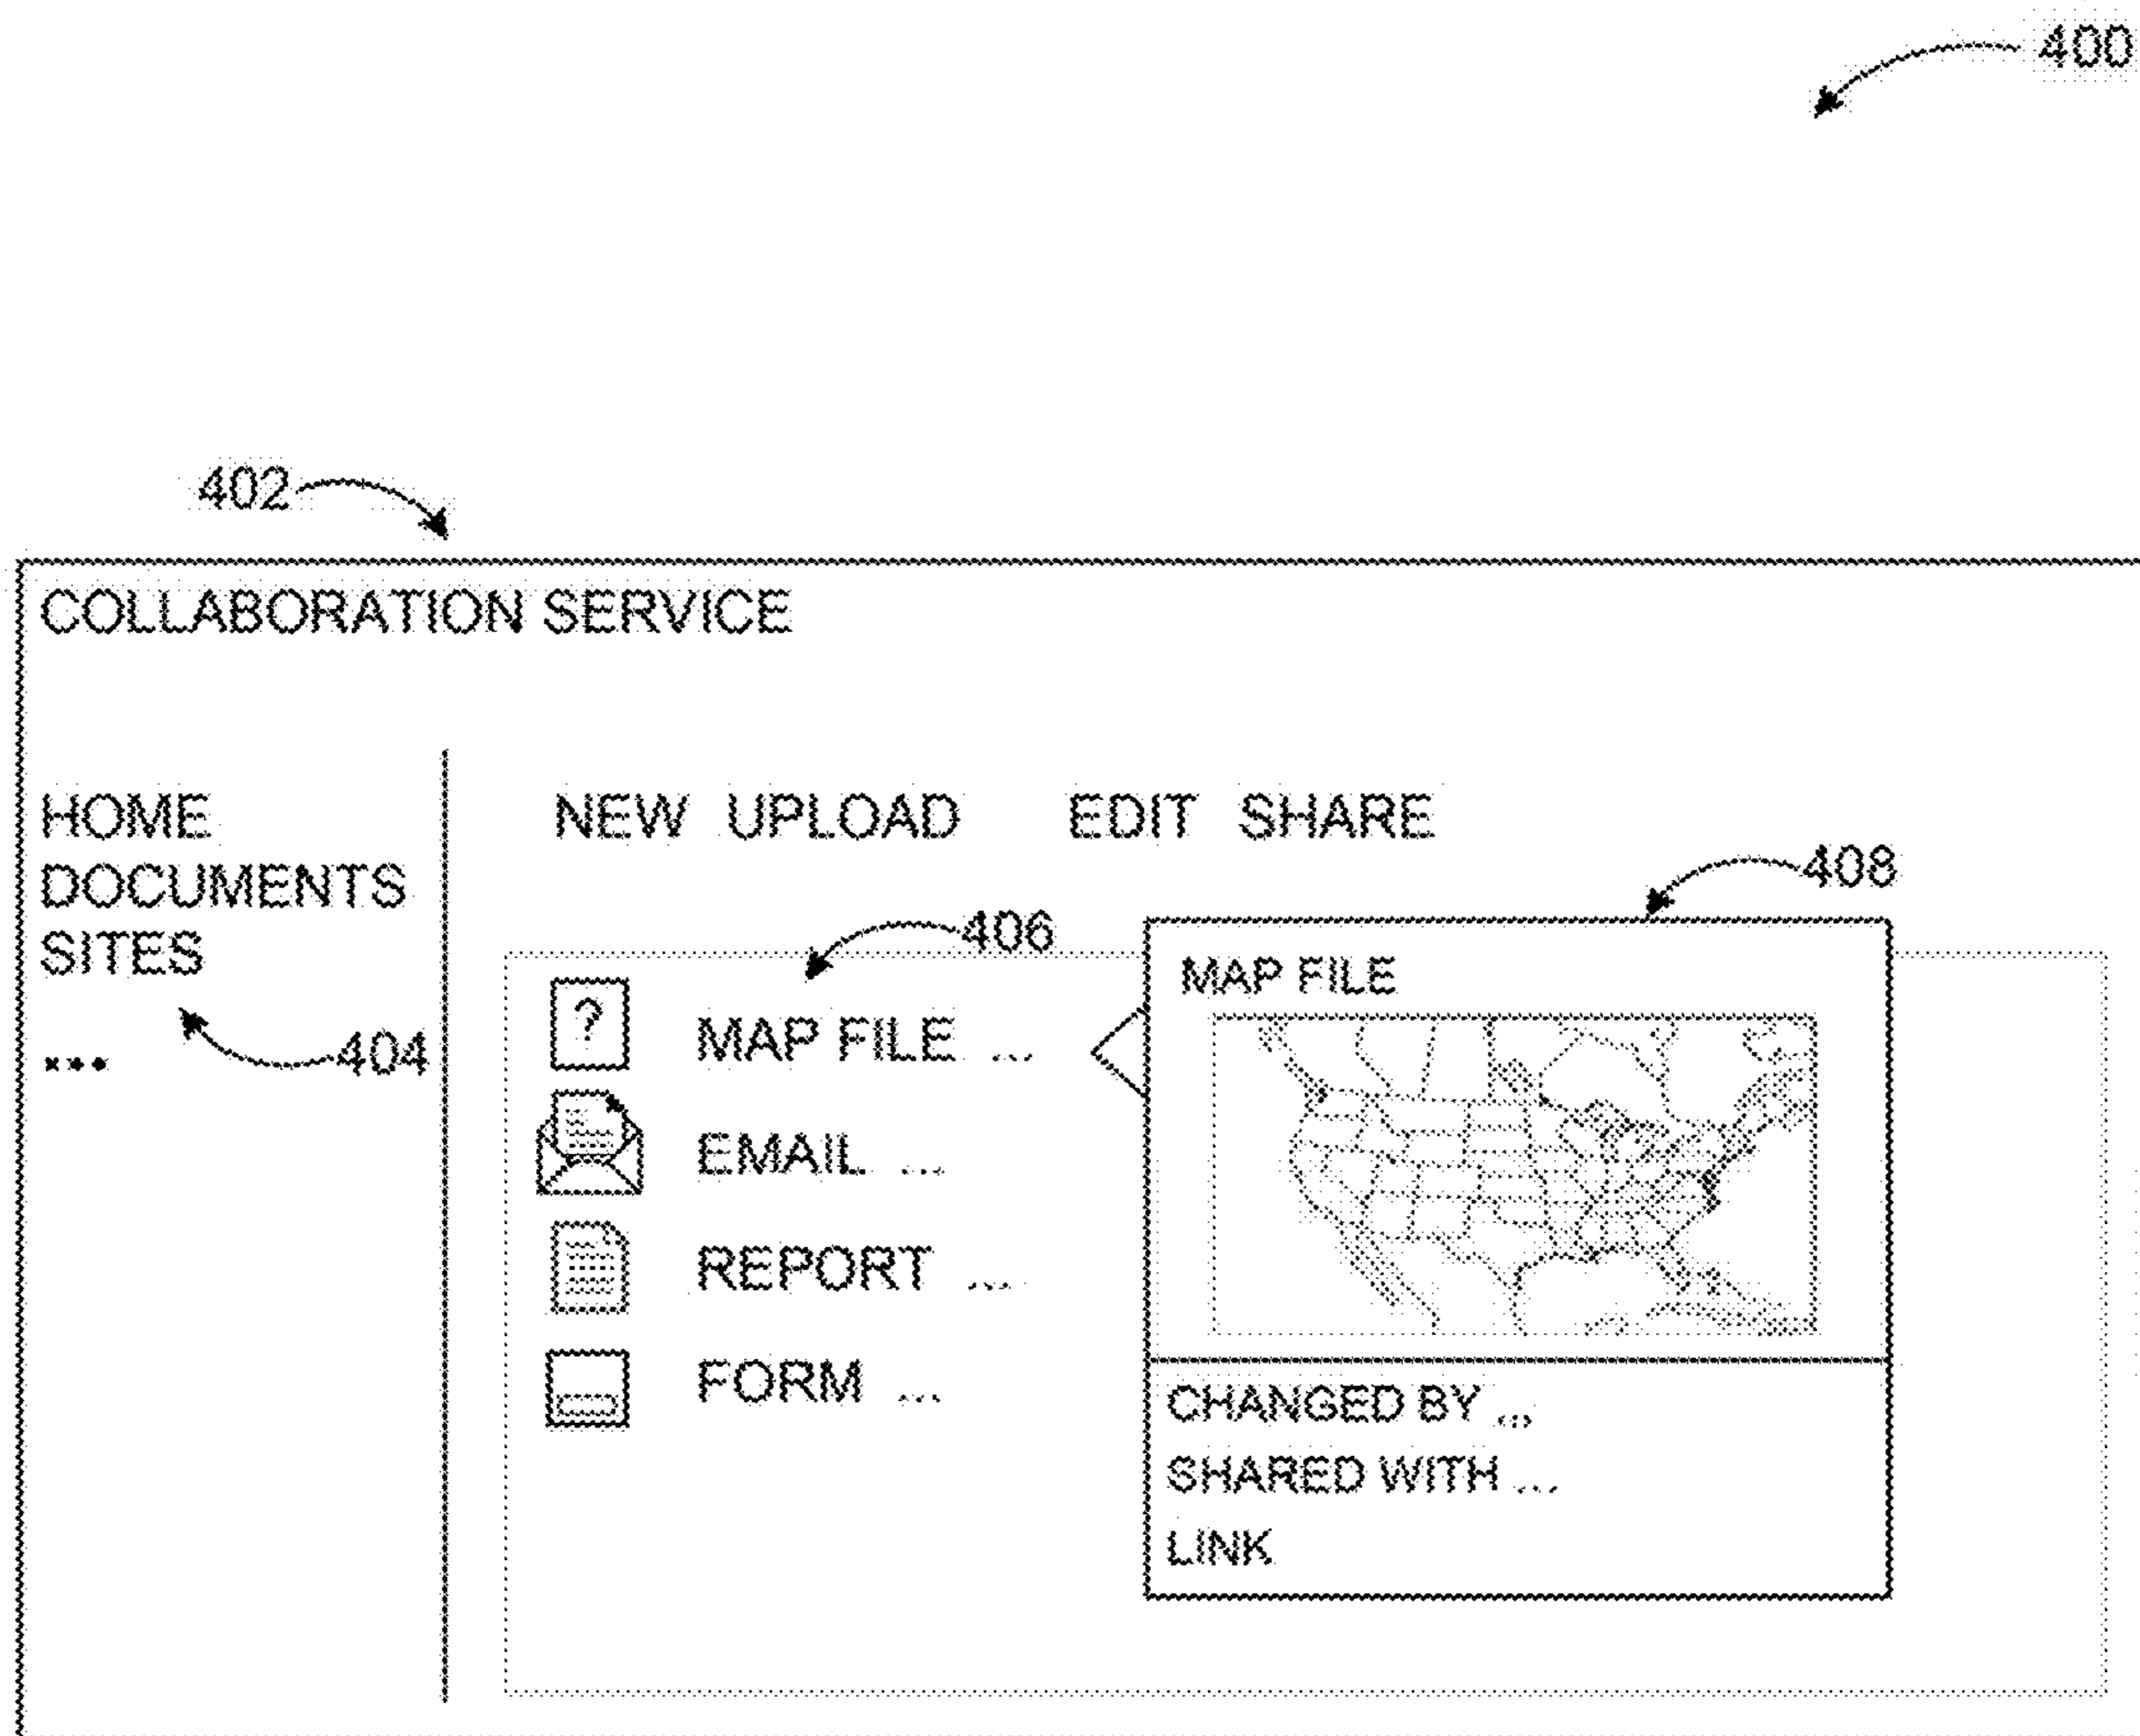 400
402
COLLABORATION SERVICE
HOME
DOCUMENTS
SITES
...
404
NEW UPLOAD EDIT SHARE
406
408
?
MAP FILE ...
EMAIL ...
REPORT ...
FORM ...
MAP FILE
CHANGED BY ...
SHARED WITH ...
LINK